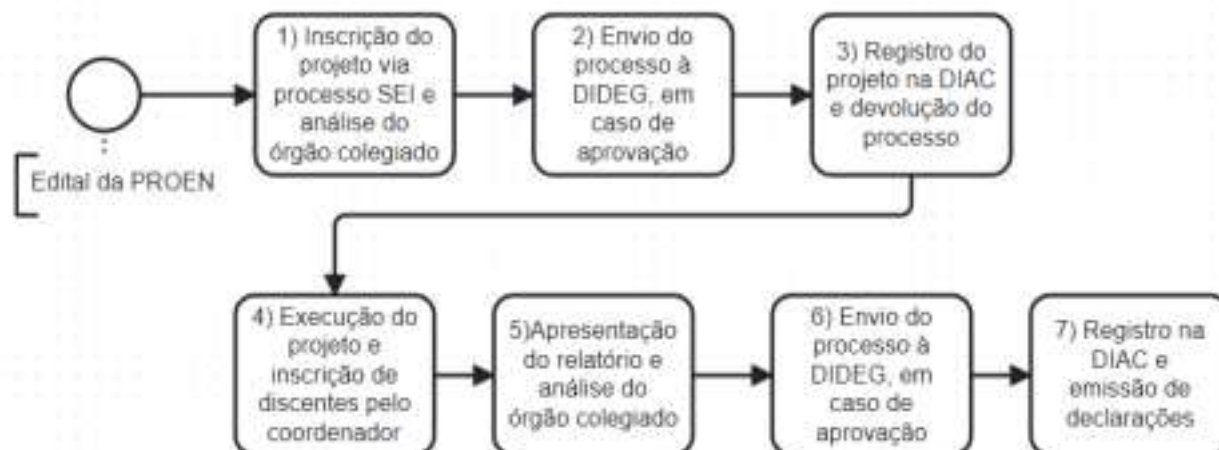 1) Inscrição do
projeto via
processo SEI e
análise do
órgão colegiado
2) Envio do
processo à
DIDEG, em
caso de
aprovação
3) Registro do
projeto na DIAC
e devolução do
processo
Edital da PROEN
4) Execução do
projeto e
inscrição de
discentes pelo
coordenador
5)Apresentação
do relatório e
análise do
órgão colegiado
6) Envio do
processo à
DIDEG, em
caso de
aprovação
7) Registro na
DIAC e
emissão de
declarações